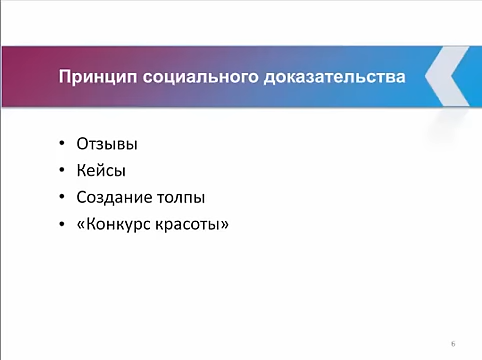 Принцип социального доказательства
• Отзывы
• Кейсы
• Создание толпы
• «Конкурс красоты»
6